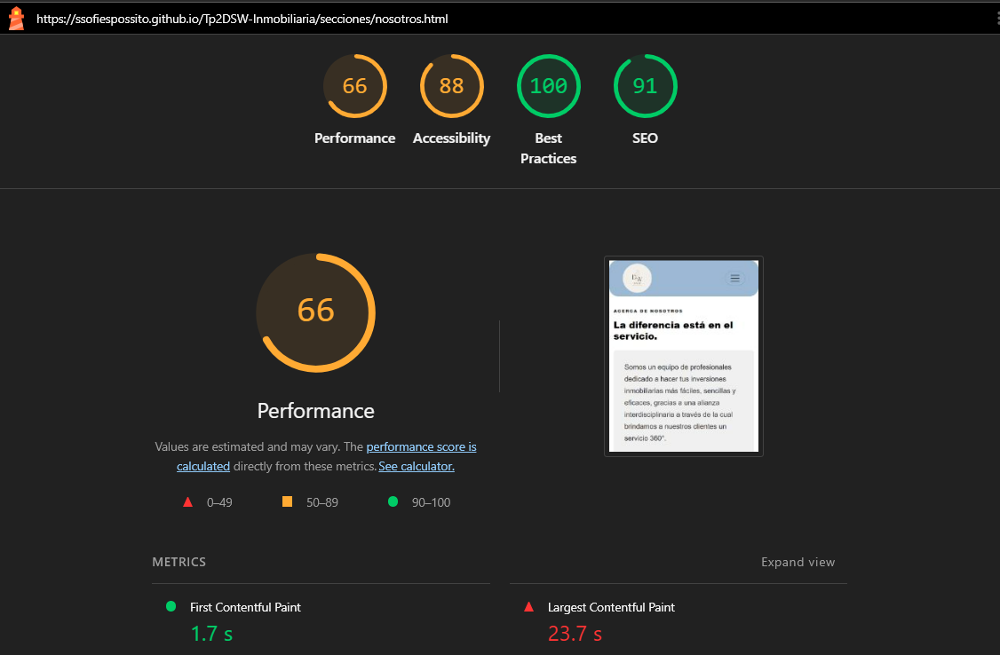 https://ssofiespossito.github.io/Tp2DSW-Inmobiliaria/secciones/nosotros.html
66
88
100
91
Performance
Accessibility
Best
Practices
SEO
66
Performance
Values are estimated and may vary. The performance score is
calculated directly from these metrics. See calculator.
0–49
50–89
90–100
ACERCA DE NOSOTROS
La diferencia está en el
servicio.
Somos un equipo de profesionales
dedicado a hacer tus inversiones
inmobiliarias más fáciles, sencillas y
eficaces, gracias a una alianza
interdisciplinaria a través de la cual
brindamos a nuestros clientes un
servicio 360°.
METRICS
Expand view
First Contentful Paint
1.7 s
Largest Contentful Paint
23.7 s